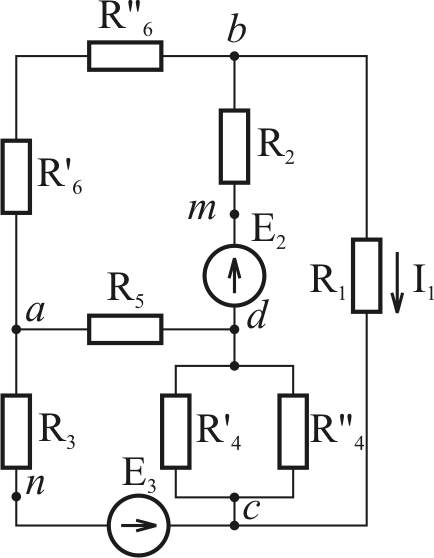 R"₆
b
R'₆
R₂
m
E₂
R₁
I₁
a
R₅
d
R₃
R'₄
R"₄
n
E₃
c